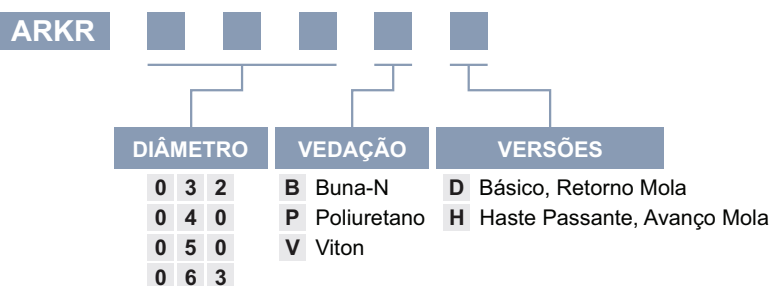 ARKR
DIÂMETRO VEDAÇÃO VERSÕES
0 3 2 B Buna-N D Básico, Retorno Mola
0 4 0 P Poliuretano H Haste Passante, Avanço Mola
0 5 0 V Viton
0 6 3